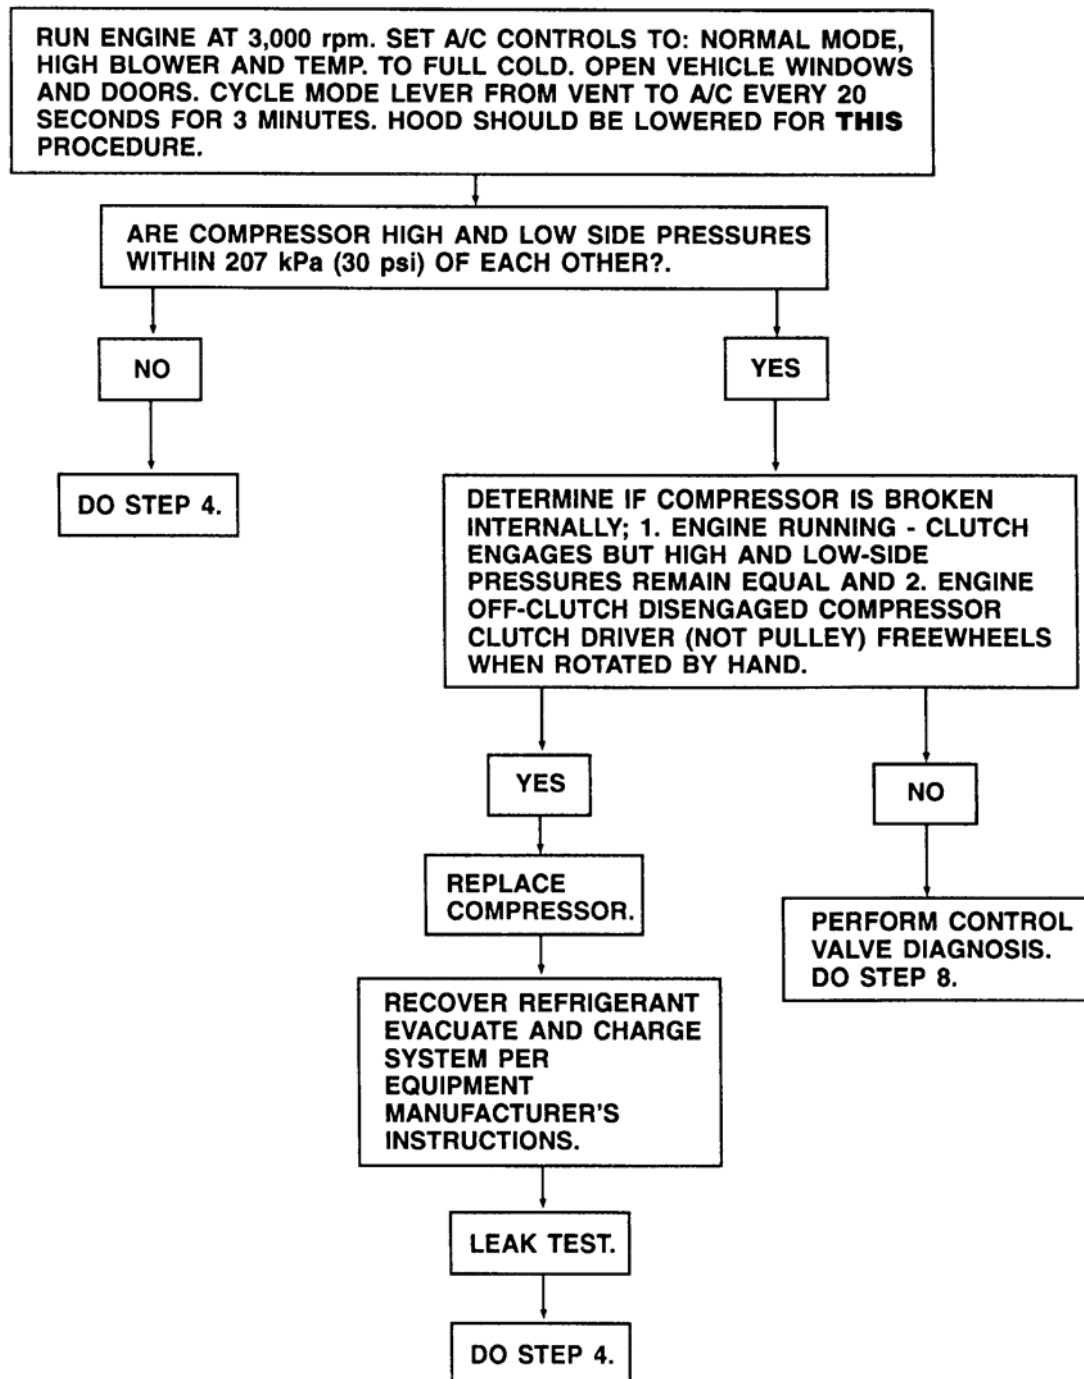 RUN ENGINE AT 3,000 rpm. SET A/C CONTROLS TO: NORMAL MODE,
HIGH BLOWER AND TEMP. TO FULL COLD. OPEN VEHICLE WINDOWS
AND DOORS. CYCLE MODE LEVER FROM VENT TO A/C EVERY 20
SECONDS FOR 3 MINUTES. HOOD SHOULD BE LOWERED FOR THIS
PROCEDURE.
ARE COMPRESSOR HIGH AND LOW SIDE PRESSURES
WITHIN 207 kPa (30 psi) OF EACH OTHER?.
NO
YES
DO STEP 4.
DETERMINE IF COMPRESSOR IS BROKEN
INTERNALLY; 1. ENGINE RUNNING - CLUTCH
ENGAGES BUT HIGH AND LOW-SIDE
PRESSURES REMAIN EQUAL AND 2. ENGINE
OFF-CLUTCH DISENGAGED COMPRESSOR
CLUTCH DRIVER (NOT PULLEY) FREEWHEELS
WHEN ROTATED BY HAND.
YES
NO
REPLACE
COMPRESSOR.
PERFORM CONTROL
VALVE DIAGNOSIS.
DO STEP 8.
RECOVER REFRIGERANT
EVACUATE AND CHARGE
SYSTEM PER
EQUIPMENT
MANUFACTURER'S
INSTRUCTIONS.
LEAK TEST.
DO STEP 4.